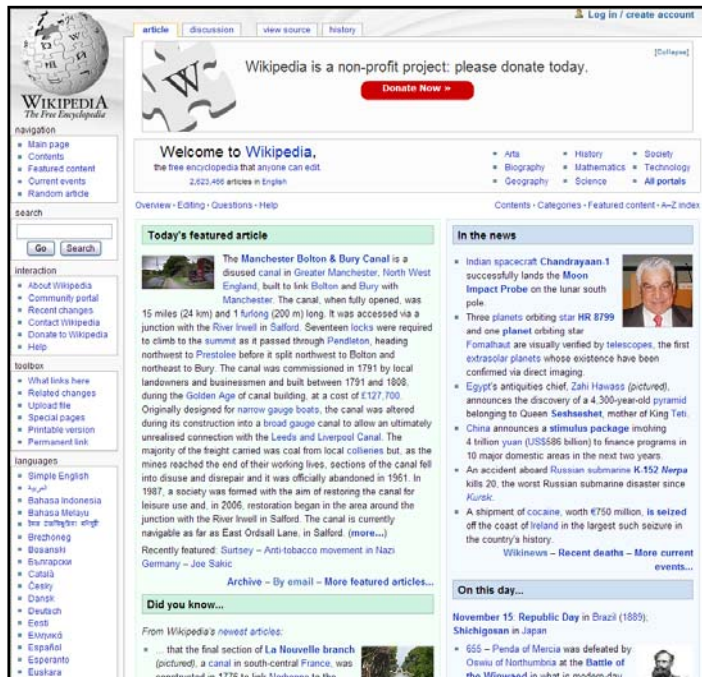 Log in / create account
article
discussion
view source
history
[Collapse]
Wikipedia is a non-profit project: please donate today.
Donate Now »
W
WIKIPEDIA
The Free Encyclopedia
navigation
Main page
Contents
Featured content
Current events
Random article
search
Go
Search
interaction
About Wikipedia
Community portal
Recent changes
Contact Wikipedia
Donate to Wikipedia
Help
toolbox
What links here
Related changes
Upload file
Special pages
Printable version
Permanent link
languages
Simple English
العربية
Bahasa Indonesia
Bahasa Melayu
Brezhoneg
Bosanski
Български
Català
Česky
Dansk
Deutsch
Eesti
Ελληνικά
Español
Esperanto
Euskara
Welcome to Wikipedia,
the free encyclopedia that anyone can edit.
2,623,466 articles in English
Arts
History
Society
Biography
Mathematics
Technology
Geography
Science
All portals
Overview · Editing · Questions · Help
Contents · Categories · Featured content · A–Z index
Today's featured article
The Manchester Bolton & Bury Canal is a
disused canal in Greater Manchester, North West
England, built to link Bolton and Bury with
Manchester. The canal, when fully opened, was
15 miles (24 km) and 1 furlong (200 m) long. It was accessed via a
junction with the River Irwell in Salford. Seventeen locks were required
to climb to the summit as it passed through Pendleton, heading
northwest to Prestolee before it split northwest to Bolton and
northeast to Bury. The canal was commissioned in 1791 by local
landowners and businessmen and built between 1791 and 1808,
during the Golden Age of canal building, at a cost of £127,700.
Originally designed for narrow gauge boats, the canal was altered
during its construction into a broad gauge canal to allow an ultimately
unrealised connection with the Leeds and Liverpool Canal. The
majority of the freight carried was coal from local collieries but, as the
mines reached the end of their working lives, sections of the canal fell
into disuse and disrepair and it was officially abandoned in 1961. In
1987, a society was formed with the aim of restoring the canal for
leisure use and, in 2006, restoration began in the area around the
junction with the River Irwell in Salford. The canal is currently
navigable as far as East Ordsall Lane, in Salford. (more...)
Recently featured: Surtsey – Anti-tobacco movement in Nazi
Germany – Joe Sakic
Archive – By email – More featured articles...
Did you know...
From Wikipedia's newest articles:
... that the final section of La Nouvelle branch
(pictured), a canal in south-central France, was
constructed in 1776 to link Narbonne to the
In the news
Indian spacecraft Chandrayaan-1
successfully lands the Moon
Impact Probe on the lunar south
pole.
Three planets orbiting star HR 8799
and one planet orbiting star
Fomalhaut are visually verified by telescopes, the first
extrasolar planets whose existence have been
confirmed via direct imaging.
Egypt's antiquities chief, Zahi Hawass (pictured),
announces the discovery of a 4,300-year-old pyramid
belonging to Queen Sesheshet, mother of King Teti.
China announces a stimulus package involving
4 trillion yuan (US$586 billion) to finance programs in
10 major domestic areas in the next two years.
An accident aboard Russian submarine K-152 Nerpa
kills 20, the worst Russian submarine disaster since
Kursk.
A shipment of cocaine, worth €750 million, is seized
off the coast of Ireland in the largest such seizure in
the country's history.
Wikinews – Recent deaths – More current
events...
On this day...
November 15: Republic Day in Brazil (1889);
Shichigosan in Japan
655 – Penda of Mercia was defeated by
Oswiu of Northumbria at the Battle of
the Winwaed in what is modern-day